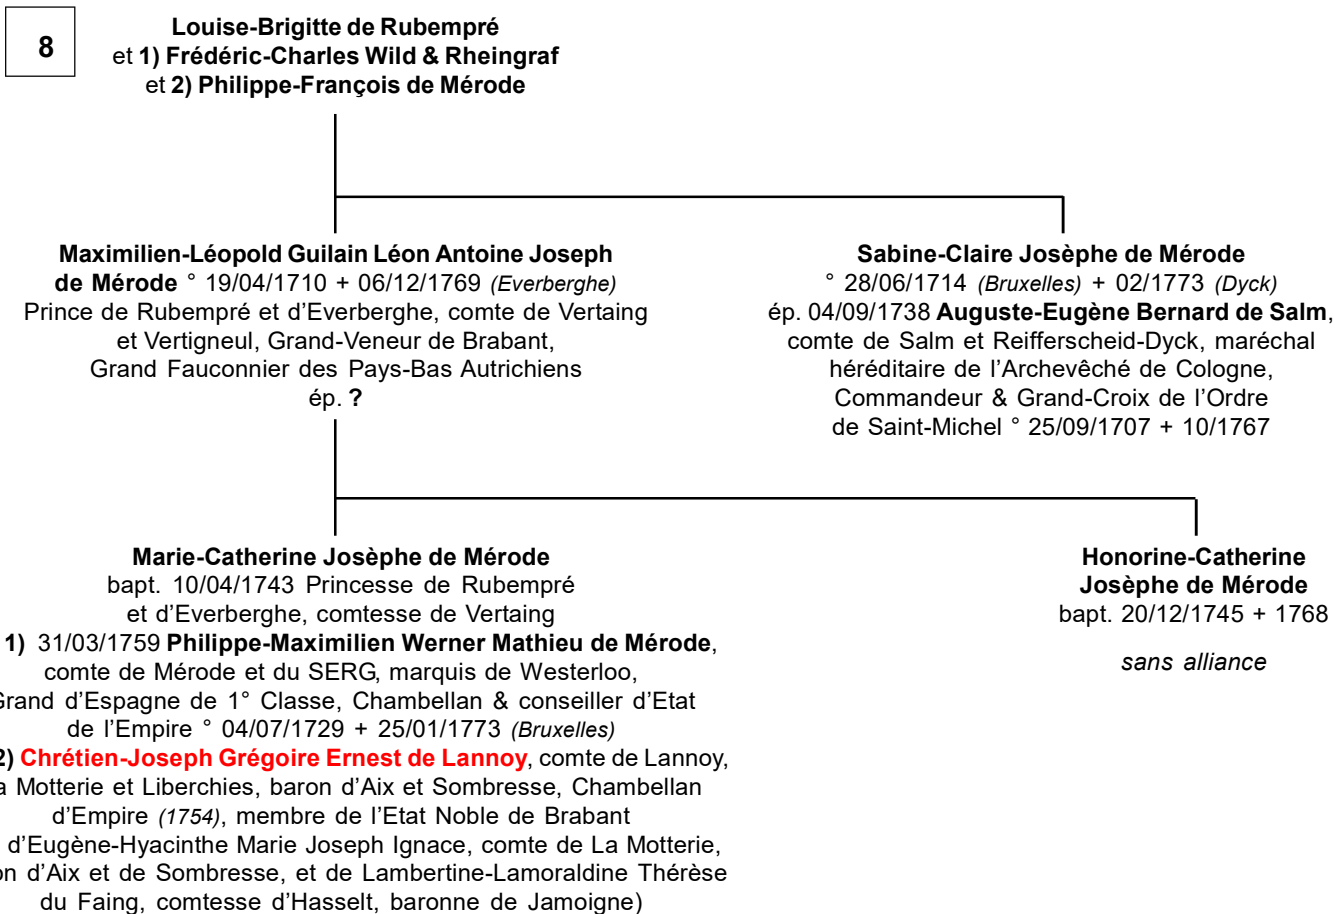 8
Louise-Brigitte de Rubempré
et 1) Frédéric-Charles Wild & Rheingraf
et 2) Philippe-François de Mérode
Maximilien-Léopold Guilain Léon Antoine Joseph
de Mérode ° 19/04/1710 + 06/12/1769 (Everberghe)
Prince de Rubempré et d'Everberghe, comte de Vertaing
et Vertigneul, Grand-Veneur de Brabant,
Grand Fauconnier des Pays-Bas Autrichiens
ép. ?
Sabine-Claire Josèphe de Mérode
° 28/06/1714 (Bruxelles) + 02/1773 (Dyck)
ép. 04/09/1738 Auguste-Eugène Bernard de Salm,
comte de Salm et Reifferscheid-Dyck, maréchal
héréditaire de l'Archevêché de Cologne,
Commandeur & Grand-Croix de l'Ordre
de Saint-Michel ° 25/09/1707 + 10/1767
Marie-Catherine Josèphe de Mérode
bapt. 10/04/1743 Princesse de Rubempré
et d'Everberghe, comtesse de Vertaing
1) 31/03/1759 Philippe-Maximilien Werner Mathieu de Mérode,
comte de Mérode et du SERG, marquis de Westerloo,
Grand d'Espagne de 1° Classe, Chambellan & conseiller d'Etat
de l'Empire ° 04/07/1729 + 25/01/1773 (Bruxelles)
2) Chrétien-Joseph Grégoire Ernest de Lannoy, comte de Lannoy,
Motterie et Liberchies, baron d'Aix et Sombresse, Chambellan
d'Empire (1754), membre de l'Etat Noble de Brabant
d'Eugène-Hyacinthe Marie Joseph Ignace, comte de La Motterie,
d'Aix et de Sombresse, et de Lambertine-Lamoraldine Thérèse
du Faing, comtesse d'Hasselt, baronne de Jamoigne)
Honorine-Catherine
Josèphe de Mérode
bapt. 20/12/1745 + 1768
sans alliance